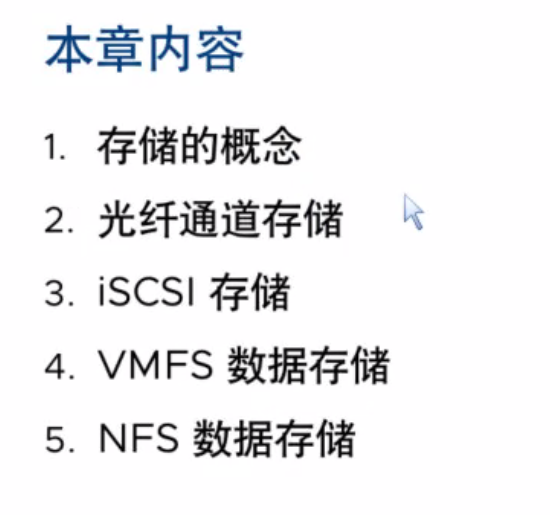 本章内容
1. 存储的概念
2. 光纤通道存储
3. iSCSI 存储
4. VMFS 数据存储
5. NFS 数据存储